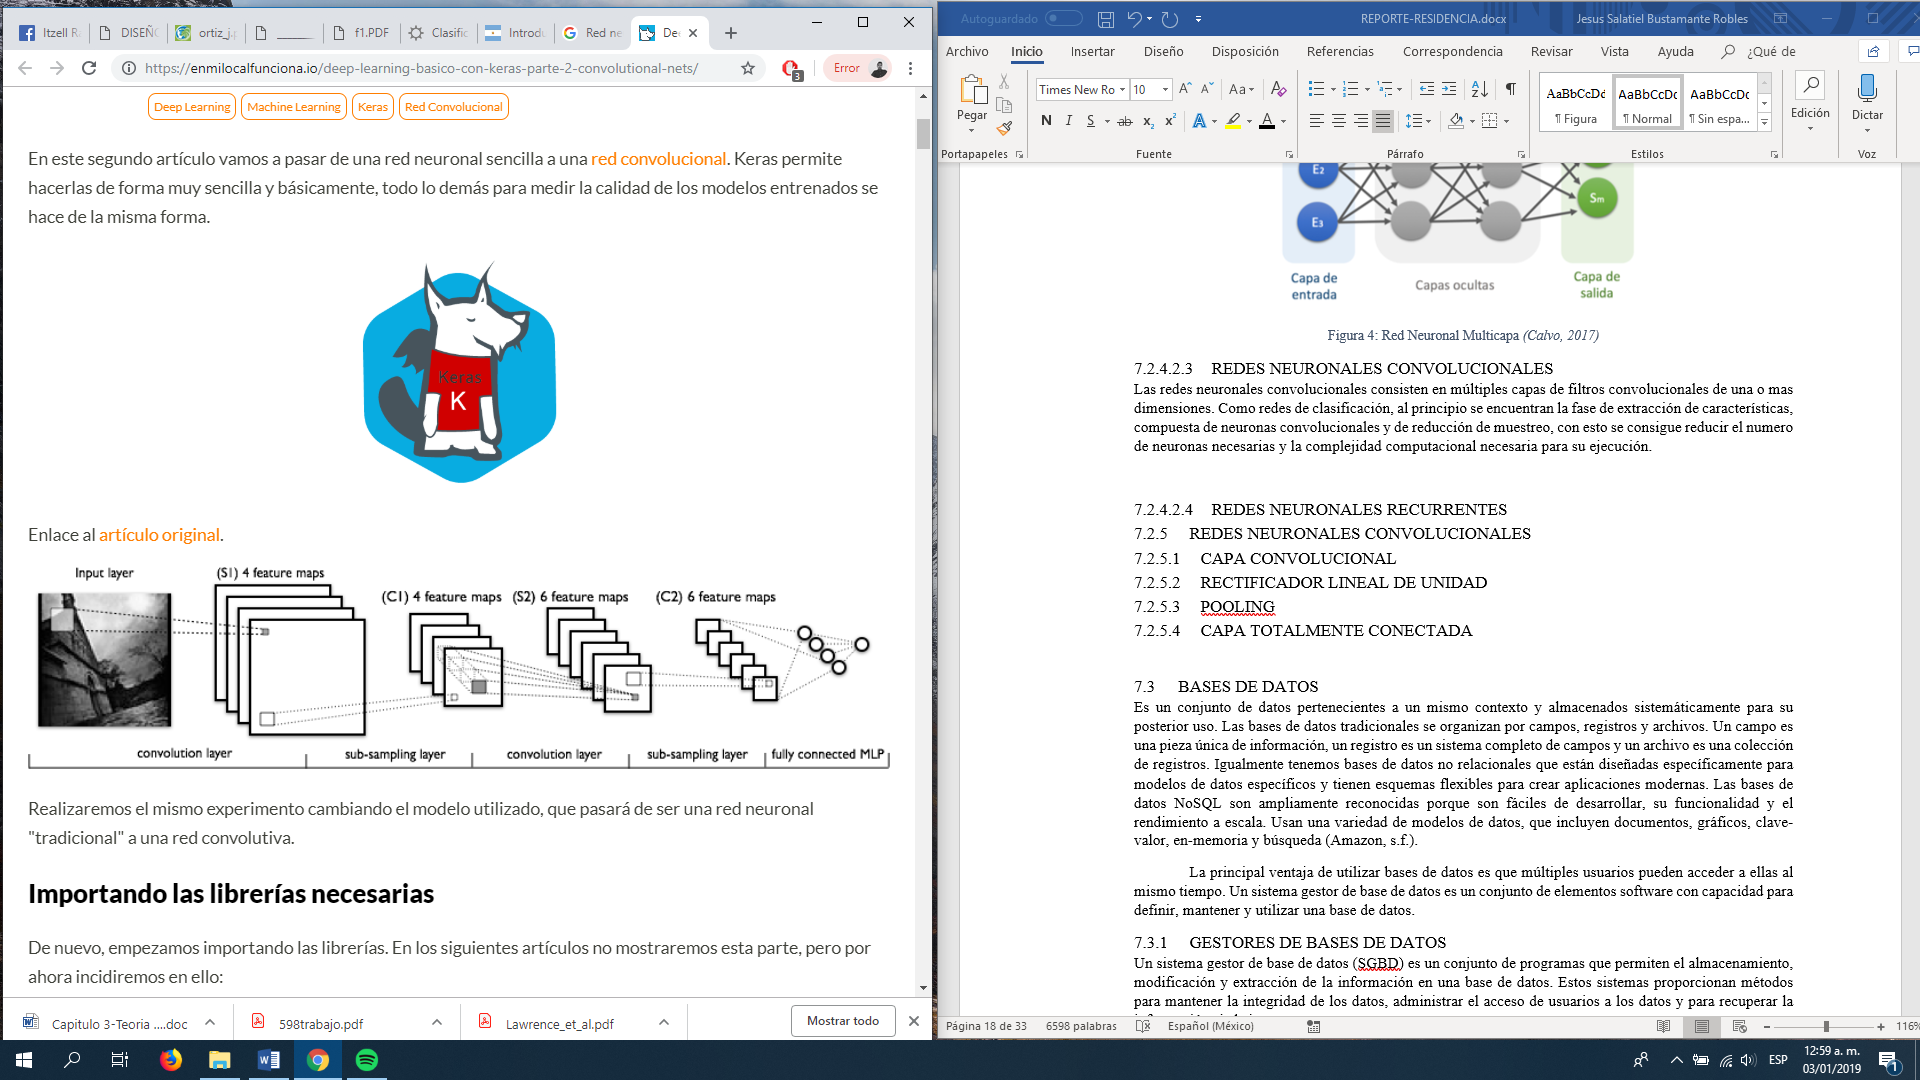 Itzell R
DISEÑO
ortiz_j.
f1.PDF
Clasific
Introdu
Red ne
De
https://enmilocalfunciona.io/deep-learning-basico-con-keras-parte-2-convolutional-nets/
3
Error
Deep Learning
Machine Learning
Keras
Red Convolucional
En este segundo artículo vamos a pasar de una red neuronal sencilla a una red convolucional. Keras permite
hacerlas de forma muy sencilla y básicamente, todo lo demás para medir la calidad de los modelos entrenados se
hace de la misma forma.
Keras
K
Enlace al artículo original.
Input layer
(S1) 4 feature maps
(C1) 4 feature maps
(S2) 6 feature maps
(C2) 6 feature maps
convolution layer
sub-sampling layer
convolution layer
sub-sampling layer
fully connected MLP
Realizaremos el mismo experimento cambiando el modelo utilizado, que pasará de ser una red neuronal
"tradicional" a una red convolutiva.
Importando las librerías necesarias
De nuevo, empezamos importando las librerías. En los siguientes artículos no mostraremos esta parte, pero por
ahora incidiremos en ello:
Capitulo 3-Teoria ....doc
598trabajo.pdf
Lawrence_et_al.pdf
Mostrar todo
Autoguardado
REPORTE-RESIDENCIA.docx
Jesus Salatiel Bustamante Robles
Archivo
Inicio
Insertar
Diseño
Disposición
Referencias
Correspondencia
Revisar
Vista
Ayuda
¿Qué de
Pegar
Times New Ro
10
N K S ab x₂ x²
AaBbCcDc
¶ Figura
AaBbCcDc
¶ Normal
AaBbCcDc
¶ Sin espa...
Edición
Dictar
Portapapeles
Fuente
Párrafo
Estilos
Voz
E2
E3
Sm
Capa de
entrada
Capas ocultas
Capa de
salida
Figura 4: Red Neuronal Multicapa (Calvo, 2017)
7.2.4.2.3 REDES NEURONALES CONVOLUCIONALES
Las redes neuronales convolucionales consisten en múltiples capas de filtros convolucionales de una o mas
dimensiones. Como redes de clasificación, al principio se encuentran la fase de extracción de características,
compuesta de neuronas convolucionales y de reducción de muestreo, con esto se consigue reducir el numero
de neuronas necesarias y la complejidad computacional necesaria para su ejecución.
7.2.4.2.4 REDES NEURONALES RECURRENTES
7.2.5 REDES NEURONALES CONVOLUCIONALES
7.2.5.1 CAPA CONVOLUCIONAL
7.2.5.2 RECTIFICADOR LINEAL DE UNIDAD
7.2.5.3 POOLING
7.2.5.4 CAPA TOTALMENTE CONECTADA
7.3 BASES DE DATOS
Es un conjunto de datos pertenecientes a un mismo contexto y almacenados sistemáticamente para su
posterior uso. Las bases de datos tradicionales se organizan por campos, registros y archivos. Un campo es
una pieza única de información, un registro es un sistema completo de campos y un archivo es una colección
de registros. Igualmente tenemos bases de datos no relacionales que están diseñadas específicamente para
modelos de datos específicos y tienen esquemas flexibles para crear aplicaciones modernas. Las bases de
datos NoSQL son ampliamente reconocidas porque son fáciles de desarrollar, su funcionalidad y el
rendimiento a escala. Usan una variedad de modelos de datos, que incluyen documentos, gráficos, clave-
valor, en-memoria y búsqueda (Amazon, s.f.).
La principal ventaja de utilizar bases de datos es que múltiples usuarios pueden acceder a ellas al
mismo tiempo. Un sistema gestor de base de datos es un conjunto de elementos software con capacidad para
definir, mantener y utilizar una base de datos.
7.3.1 GESTORES DE BASES DE DATOS
Un sistema gestor de base de datos (SGBD) es un conjunto de programas que permiten el almacenamiento,
modificación y extracción de la información en una base de datos. Estos sistemas proporcionan métodos
para mantener la integridad de los datos, administrar el acceso de usuarios a los datos y para recuperar la
Página 18 de 33
6598 palabras
Español (México)
116%
ESP
12:59 a. m.
03/01/2019
1